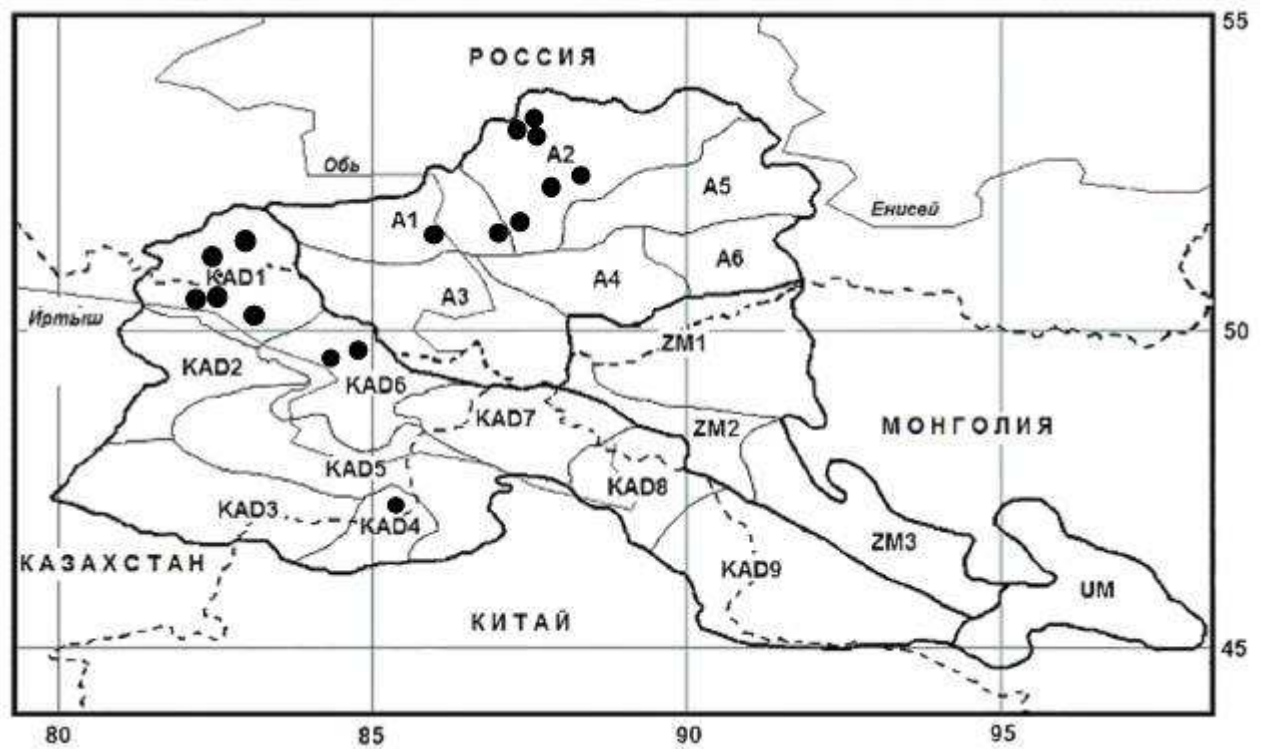 55
РОССИЯ
A2
Обь
A5
A1
Енисей
A6
KAD1
A4
A3
Иртыш
50
ZM1
KAD2
KAD6
KAD7
ZM2
МОНГОЛИЯ
KAD5
KAD8
KAD3
KAD4
ZM3
КАЗАХСТАН
KAD9
UM
КИТАЙ
45
80 85 90 95